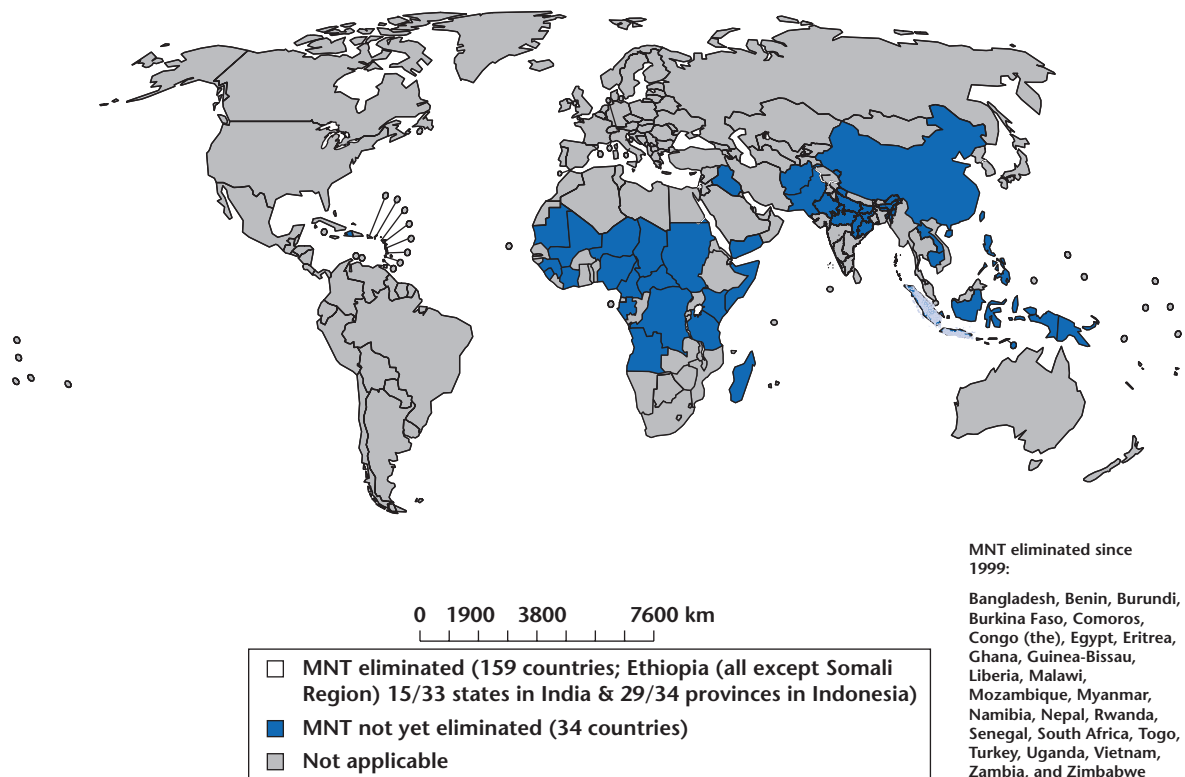 0 1900 3800 7600 km
MNT eliminated (159 countries; Ethiopia (all except Somali
Region) 15/33 states in India & 29/34 provinces in Indonesia)
MNT not yet eliminated (34 countries)
Not applicable
MNT eliminated since
1999:
Bangladesh, Benin, Burundi,
Burkina Faso, Comoros,
Congo (the), Egypt, Eritrea,
Ghana, Guinea-Bissau,
Liberia, Malawi,
Mozambique, Myanmar,
Namibia, Nepal, Rwanda,
Senegal, South Africa, Togo,
Turkey, Uganda, Vietnam,
Zambia, and Zimbabwe